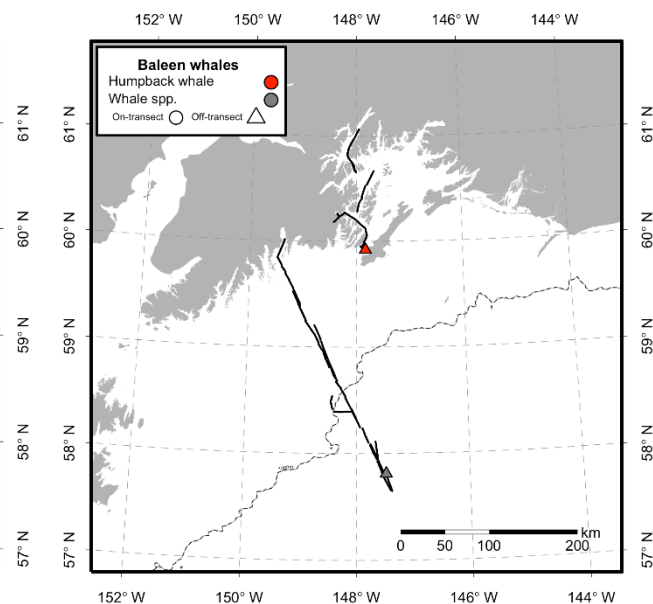 152° W 150° W 148° W 146° W 144° W
Baleen whales
Humpback whale
Whale spp.
On-transect Off-transect
61° N 61° N
60° N 60° N
59° N 59° N
58° N 58° N
57° N 57° N
km
0 50 100 200
152° W 150° W 148° W 146° W 144° W